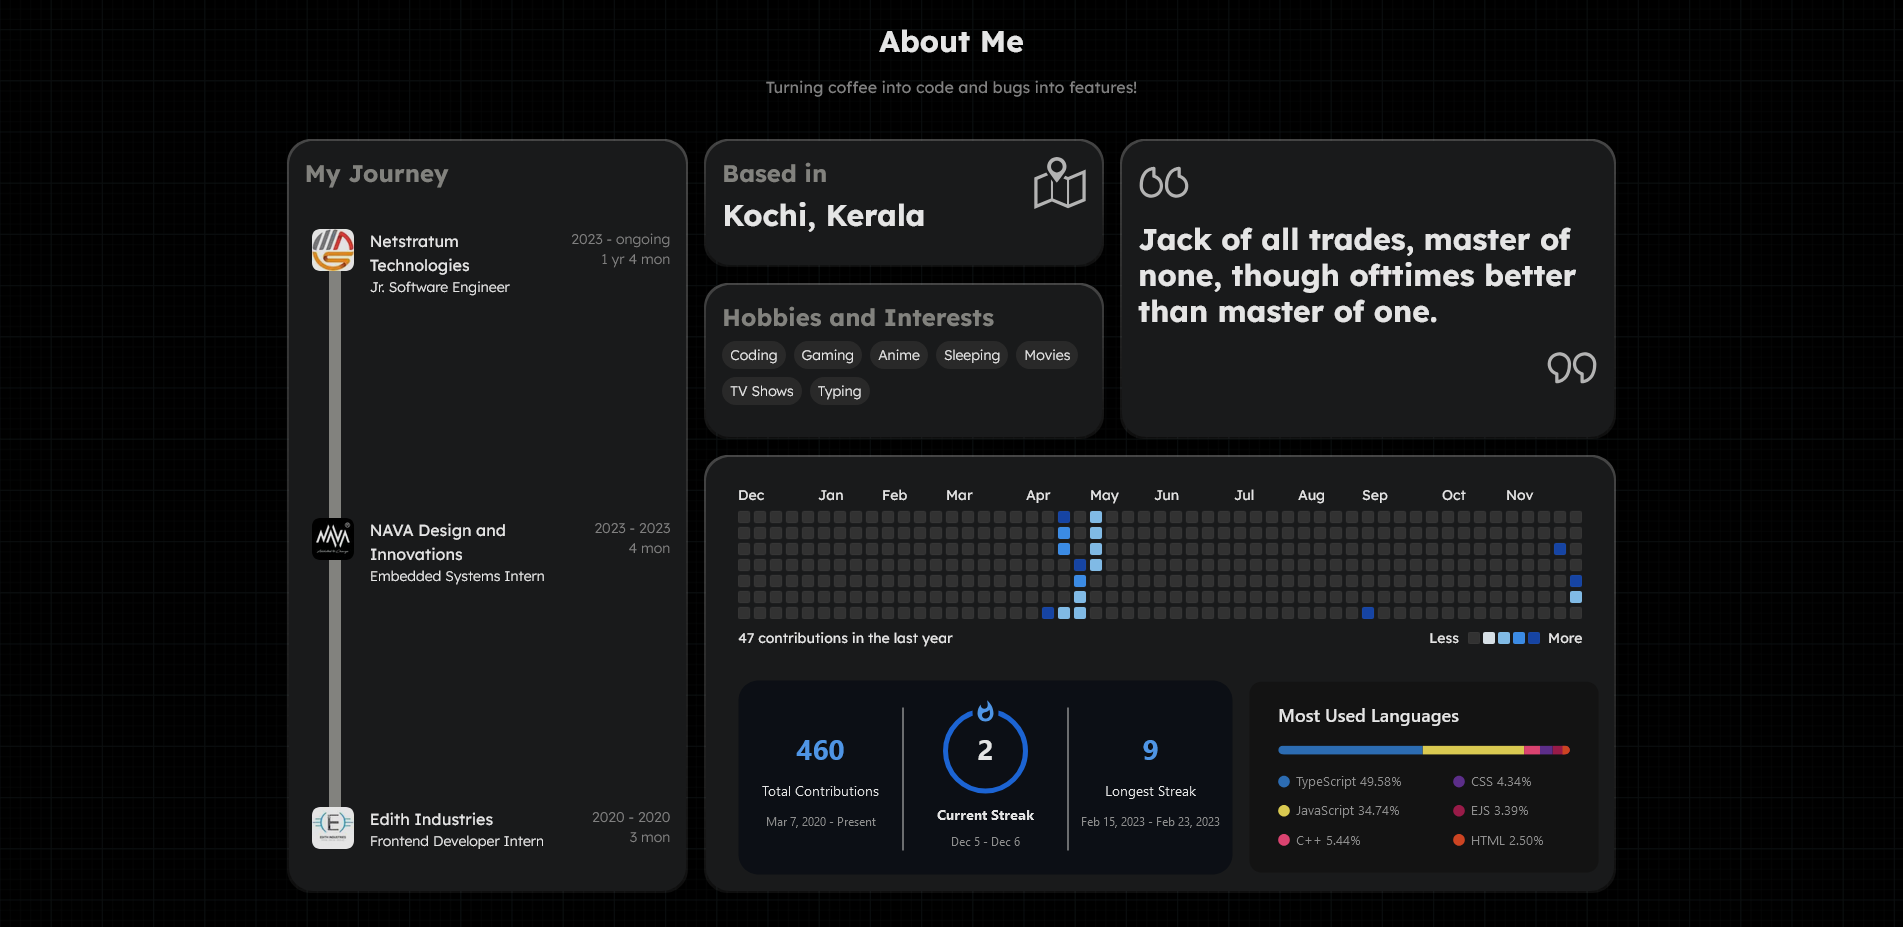 About Me
Turning coffee into code and bugs into features!
My Journey
Netstratum
Technologies
Jr. Software Engineer
2023 - ongoing
1 yr 4 mon
NAVA Design and
Innovations
Embedded Systems Intern
2023 - 2023
4 mon
Edith Industries
Frontend Developer Intern
2020 - 2020
3 mon
Based in
Kochi, Kerala
Hobbies and Interests
Coding Gaming Anime Sleeping Movies
TV Shows Typing
Jack of all trades, master of
none, though ofttimes better
than master of one.
Dec Jan Feb Mar Apr May Jun Jul Aug Sep Oct Nov
47 contributions in the last year
Less More
460
Total Contributions
Mar 7, 2020 - Present
2
Current Streak
Dec 5 - Dec 6
9
Longest Streak
Feb 15, 2023 - Feb 23, 2023
Most Used Languages
TypeScript 49.58%
JavaScript 34.74%
C++ 5.44%
CSS 4.34%
EJS 3.39%
HTML 2.50%